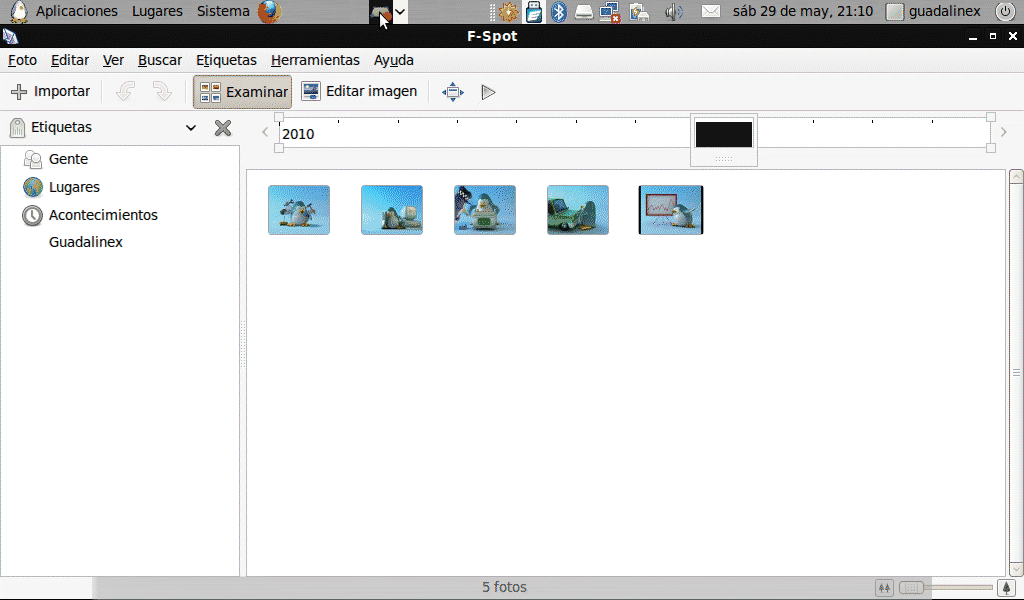 Aplicaciones Lugares Sistema sáb 29 de may, 21:10 guadalinex
F-Spot
Foto Editar Ver Buscar Etiquetas Herramientas Ayuda
Importar Examinar Editar imagen
Etiquetas
2010
Gente
Lugares
Acontecimientos
Guadalinex
5 fotos